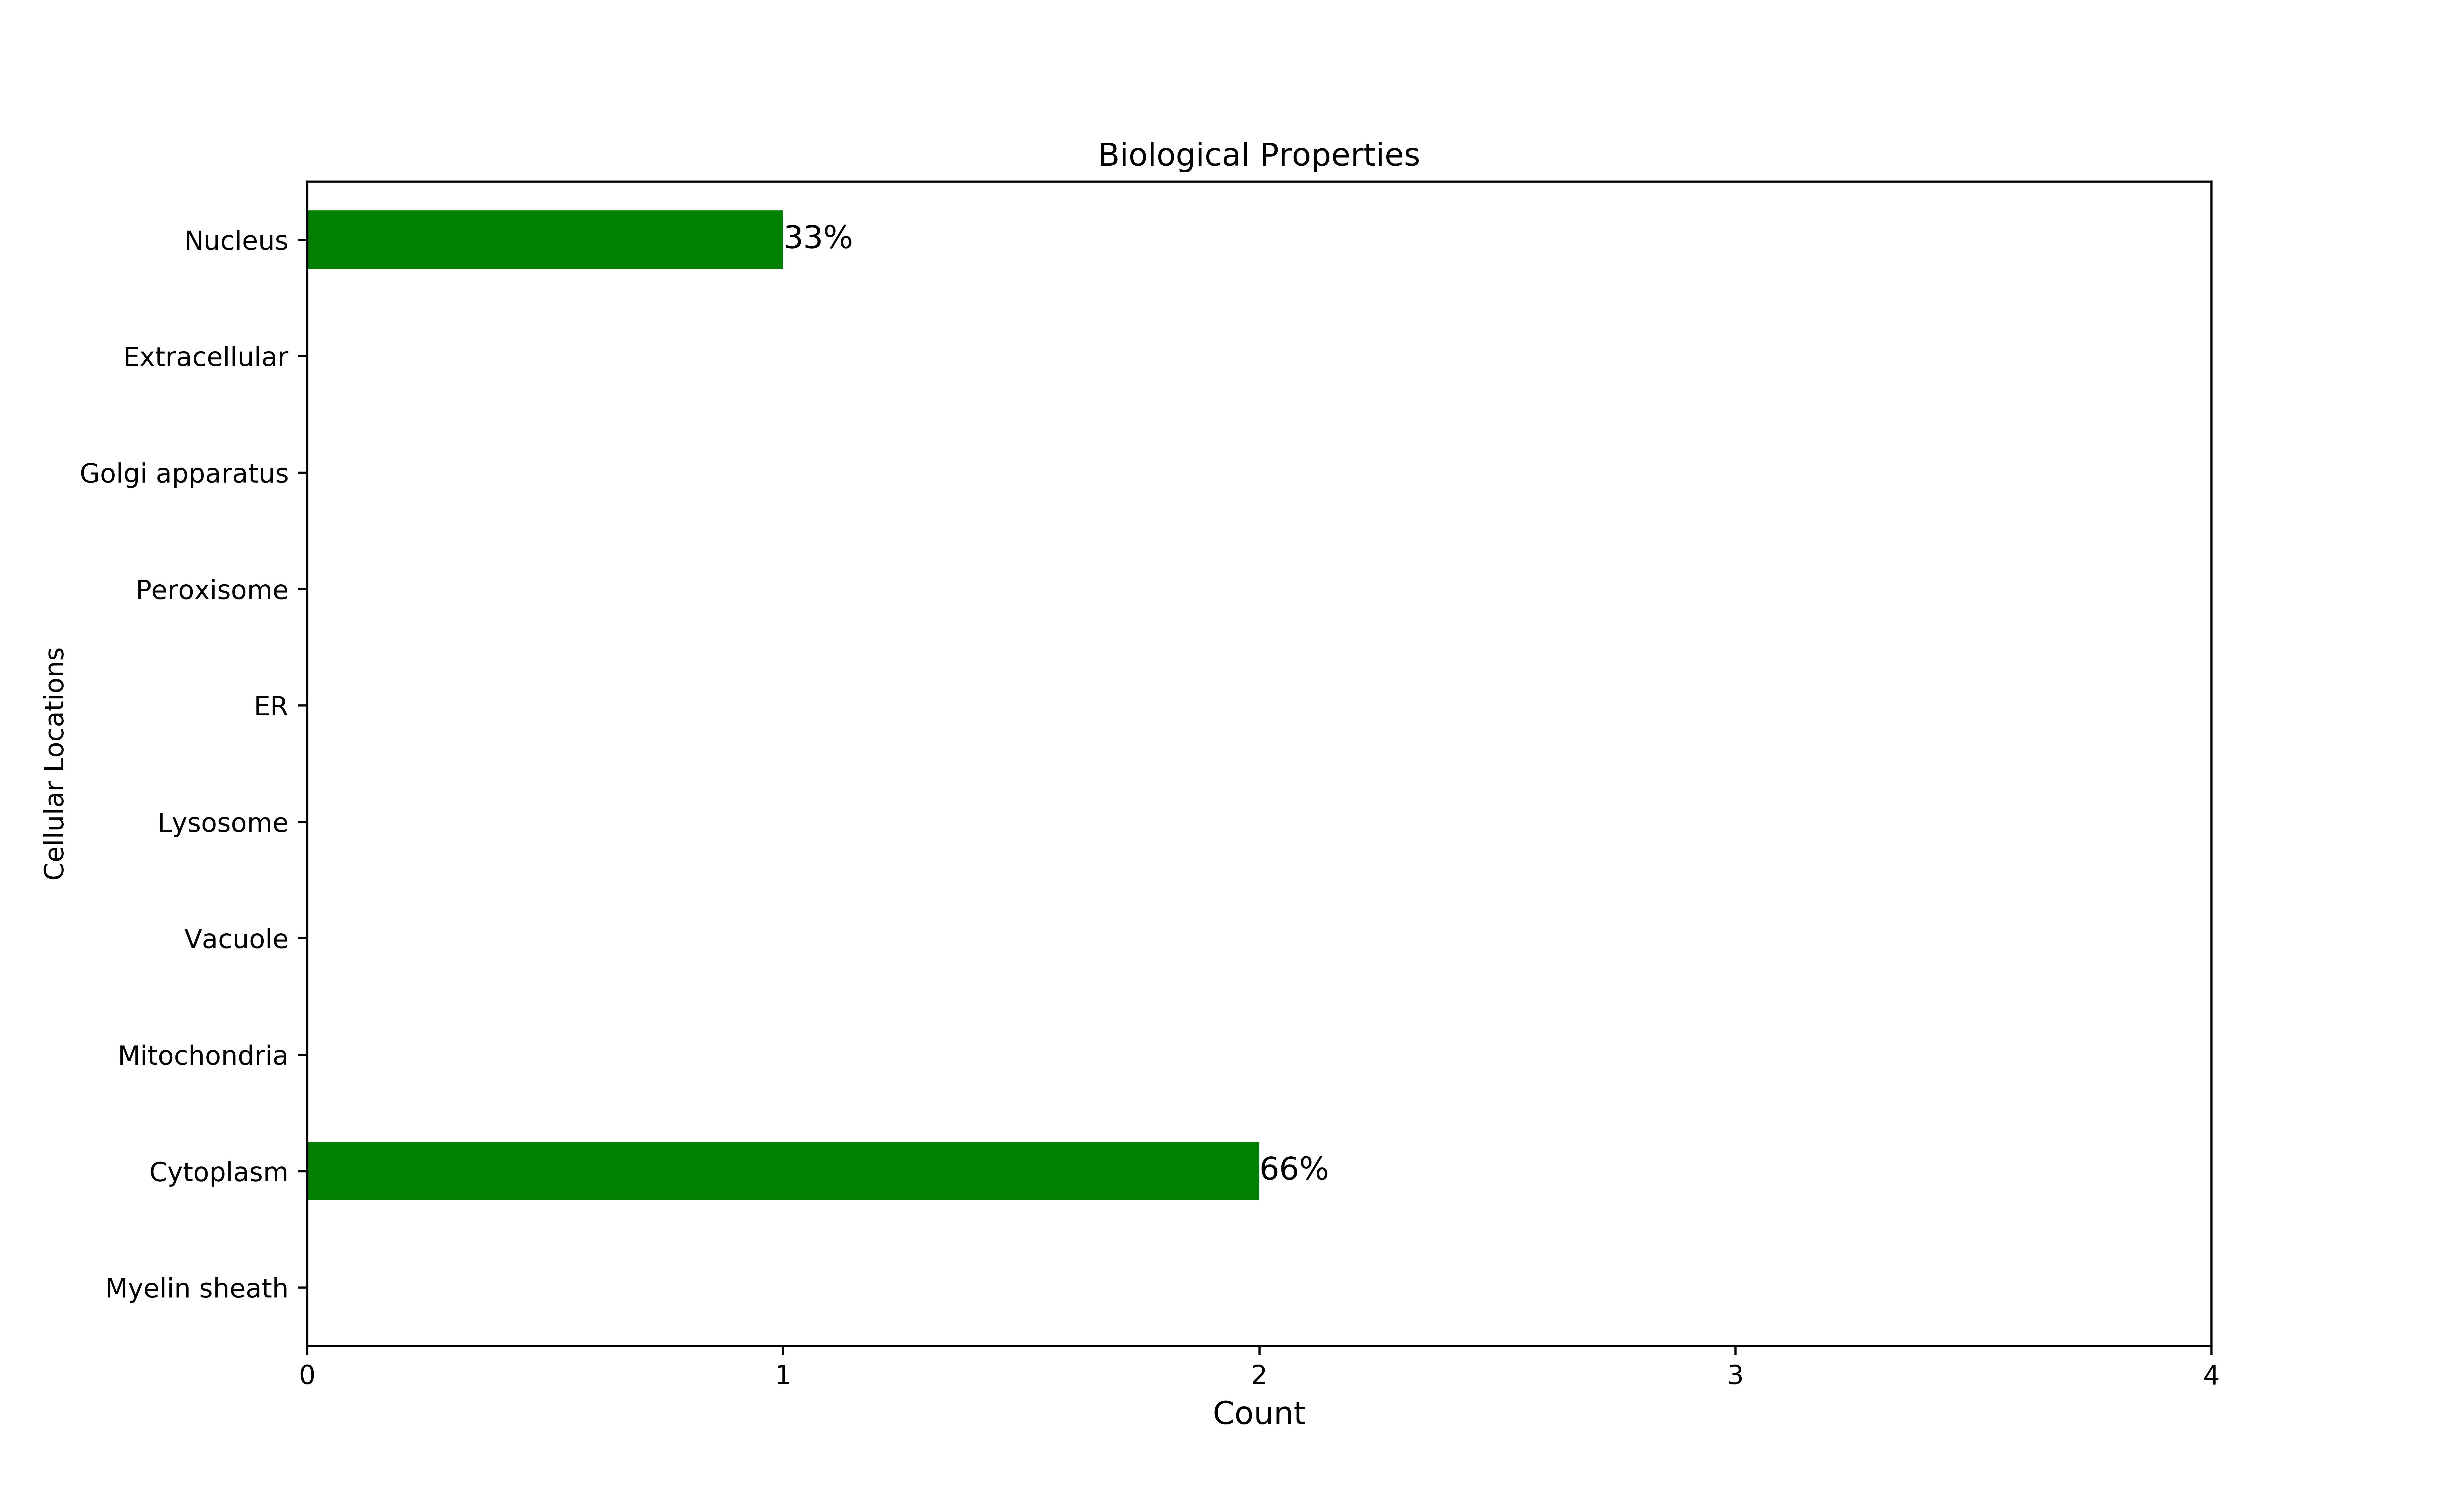 Biological Properties
Nucleus
33%
Extracellular
Golgi apparatus
Peroxisome
ER
Lysosome
Vacuole
Mitochondria
Cytoplasm
66%
Myelin sheath
Cellular Locations
0 1 2 3 4
Count